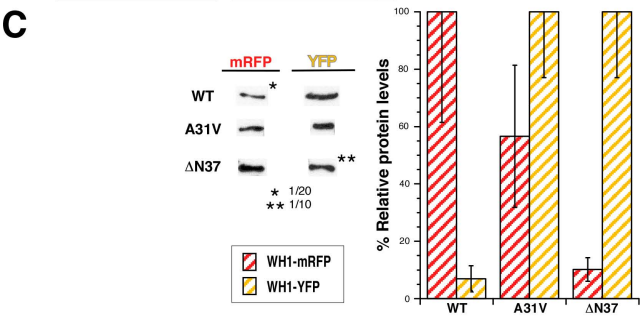 C
mRFP YFP
WT *
A31V
ΔN37 **
* 1/20
** 1/10
WH1-mRFP
WH1-YFP
% Relative protein levels
100
80
60
40
20
0
WT A31V ΔN37